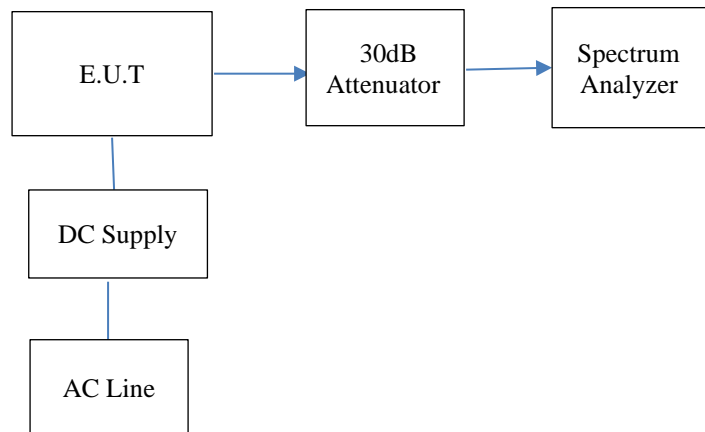 E.U.T
30dB
Attenuator
Spectrum
Analyzer
DC Supply
AC Line